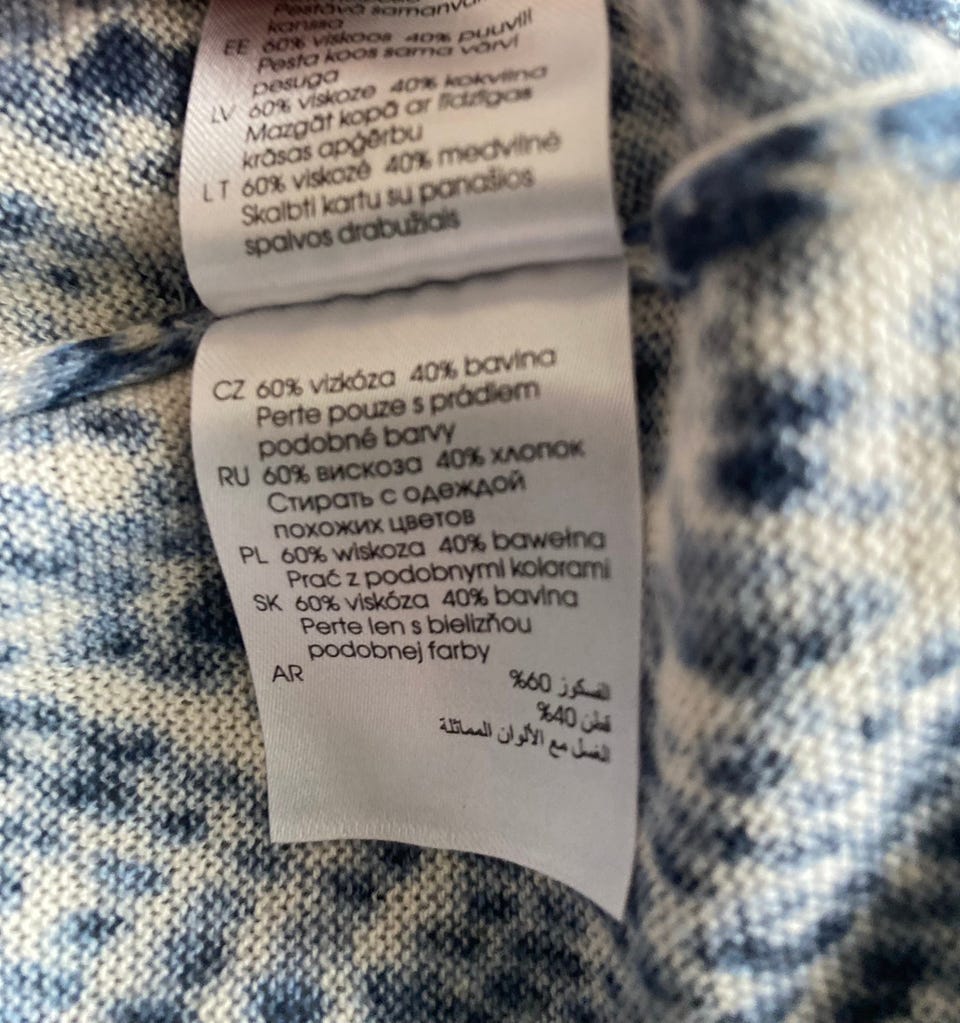 Pestävä samanvä
kanssa
EE 60% viskoos 40% puuvill
Pesta koos sama värvi
pesuga
LV 60% viskoze 40% kokvilna
Mazgāt kopā ar līdzīgas
krāsas apģērbu
LT 60% viskozė 40% medvilnė
Skalbti kartu su panašios
spalvos drabužiais
CZ 60% vizkóza 40% bavlna
Perte pouze s prádlem
podobné barvy
RU 60% вискоза 40% хлопок
Стирать с одеждой
похожих цветов
PL 60% wiskoza 40% bawełna
Prać z podobnymi kolorami
SK 60% viskóza 40% bavlna
Perte len s bielizňou
podobnej farby
AR
الفسكوز 60%
قطن 40%
الغسل مع الألوان المماثلة